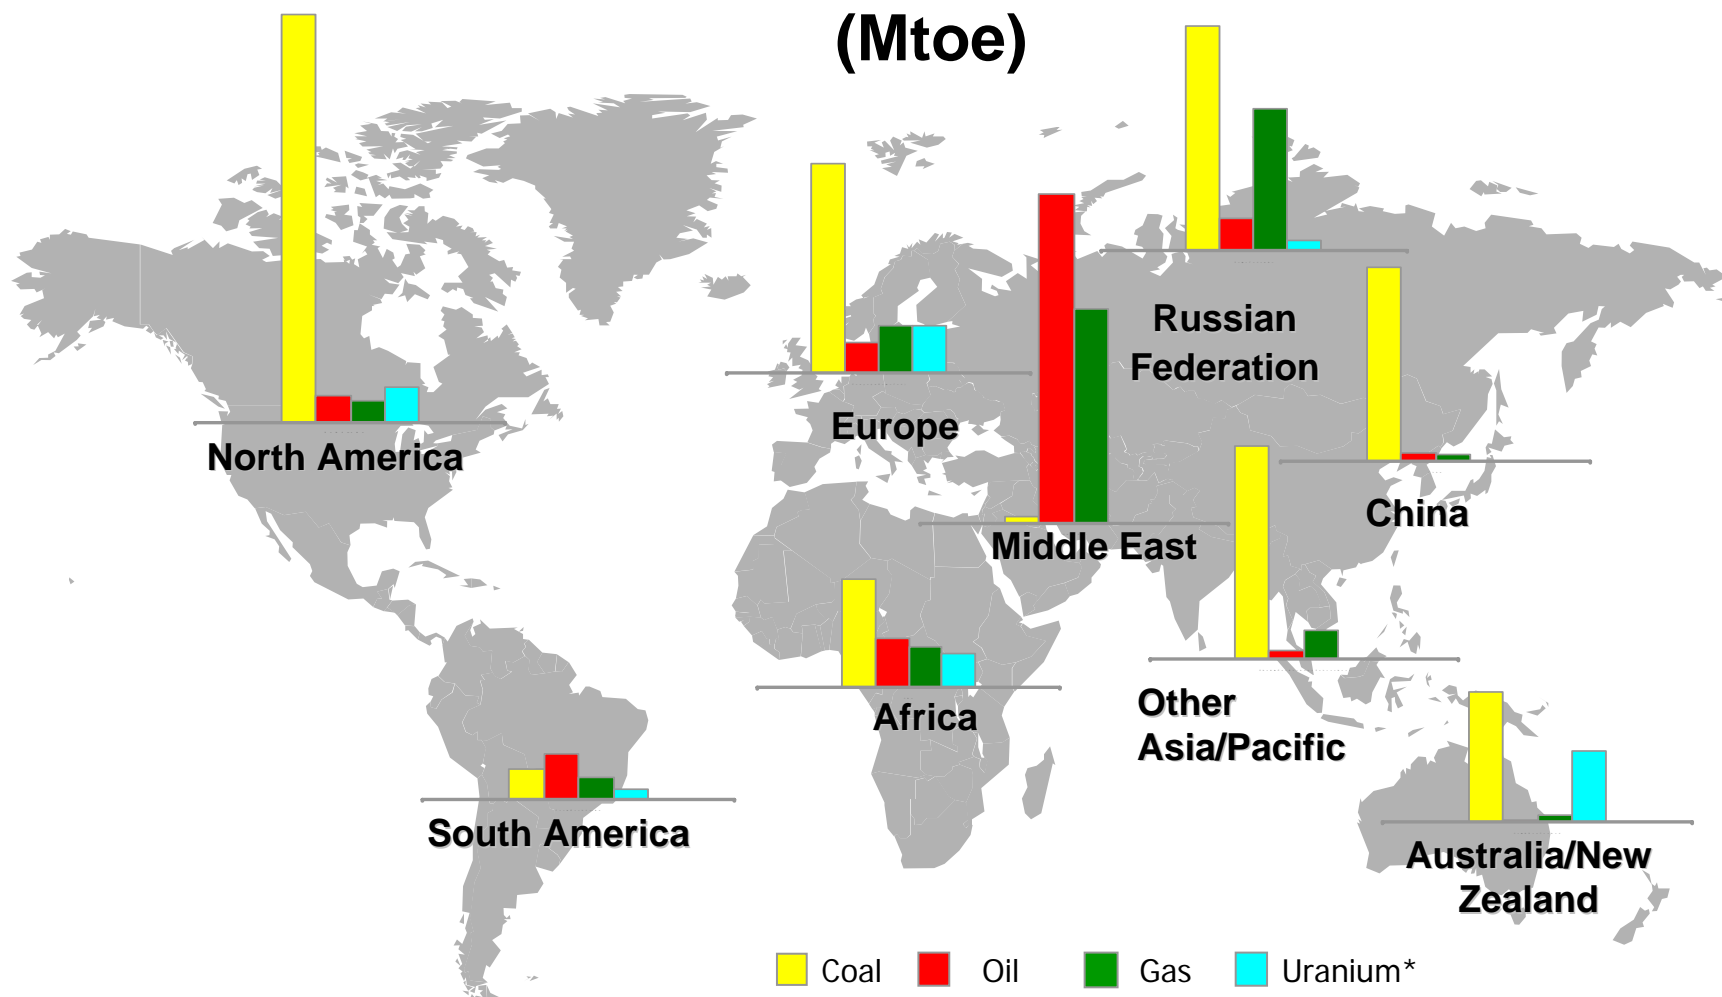 (Mtoe)
Russian
Federation
Europe
North America
China
Middle East
Other
Asia/Pacific
Africa
South America
Australia/New
Zealand
Coal
Oil
Gas
Uranium*